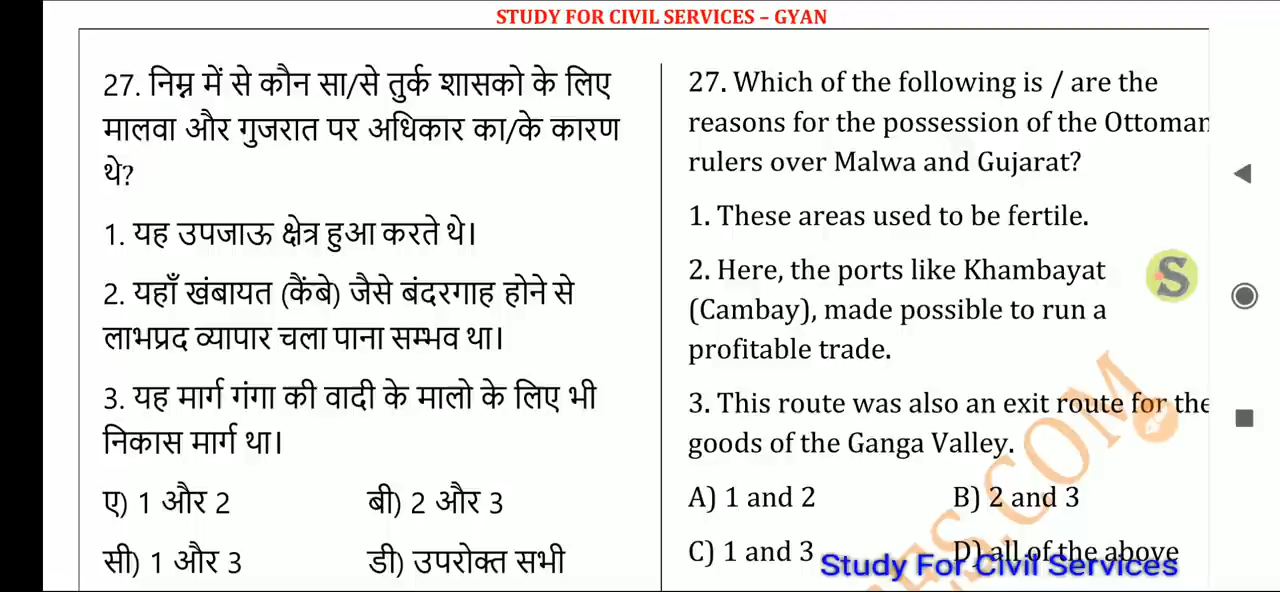 STUDY FOR CIVIL SERVICES – GYAN
27. निम्न में से कौन सा/से तुर्क शासको के लिए
मालवा और गुजरात पर अधिकार का/के कारण
थे?
1. यह उपजाऊ क्षेत्र हुआ करते थे।
2. यहाँ खंबायत (कैंबे) जैसे बंदरगाह होने से
लाभप्रद व्यापार चला पाना सम्भव था।
3. यह मार्ग गंगा की वादी के मालो के लिए भी
निकास मार्ग था।
ए) 1 और 2 बी) 2 और 3
सी) 1 और 3 डी) उपरोक्त सभी
27. Which of the following is / are the
reasons for the possession of the Ottoman
rulers over Malwa and Gujarat?
1. These areas used to be fertile.
2. Here, the ports like Khambayat
(Cambay), made possible to run a
profitable trade.
3. This route was also an exit route for the
goods of the Ganga Valley.
A) 1 and 2 B) 2 and 3
C) 1 and 3 D) all of the above
S
Study For Civil Services